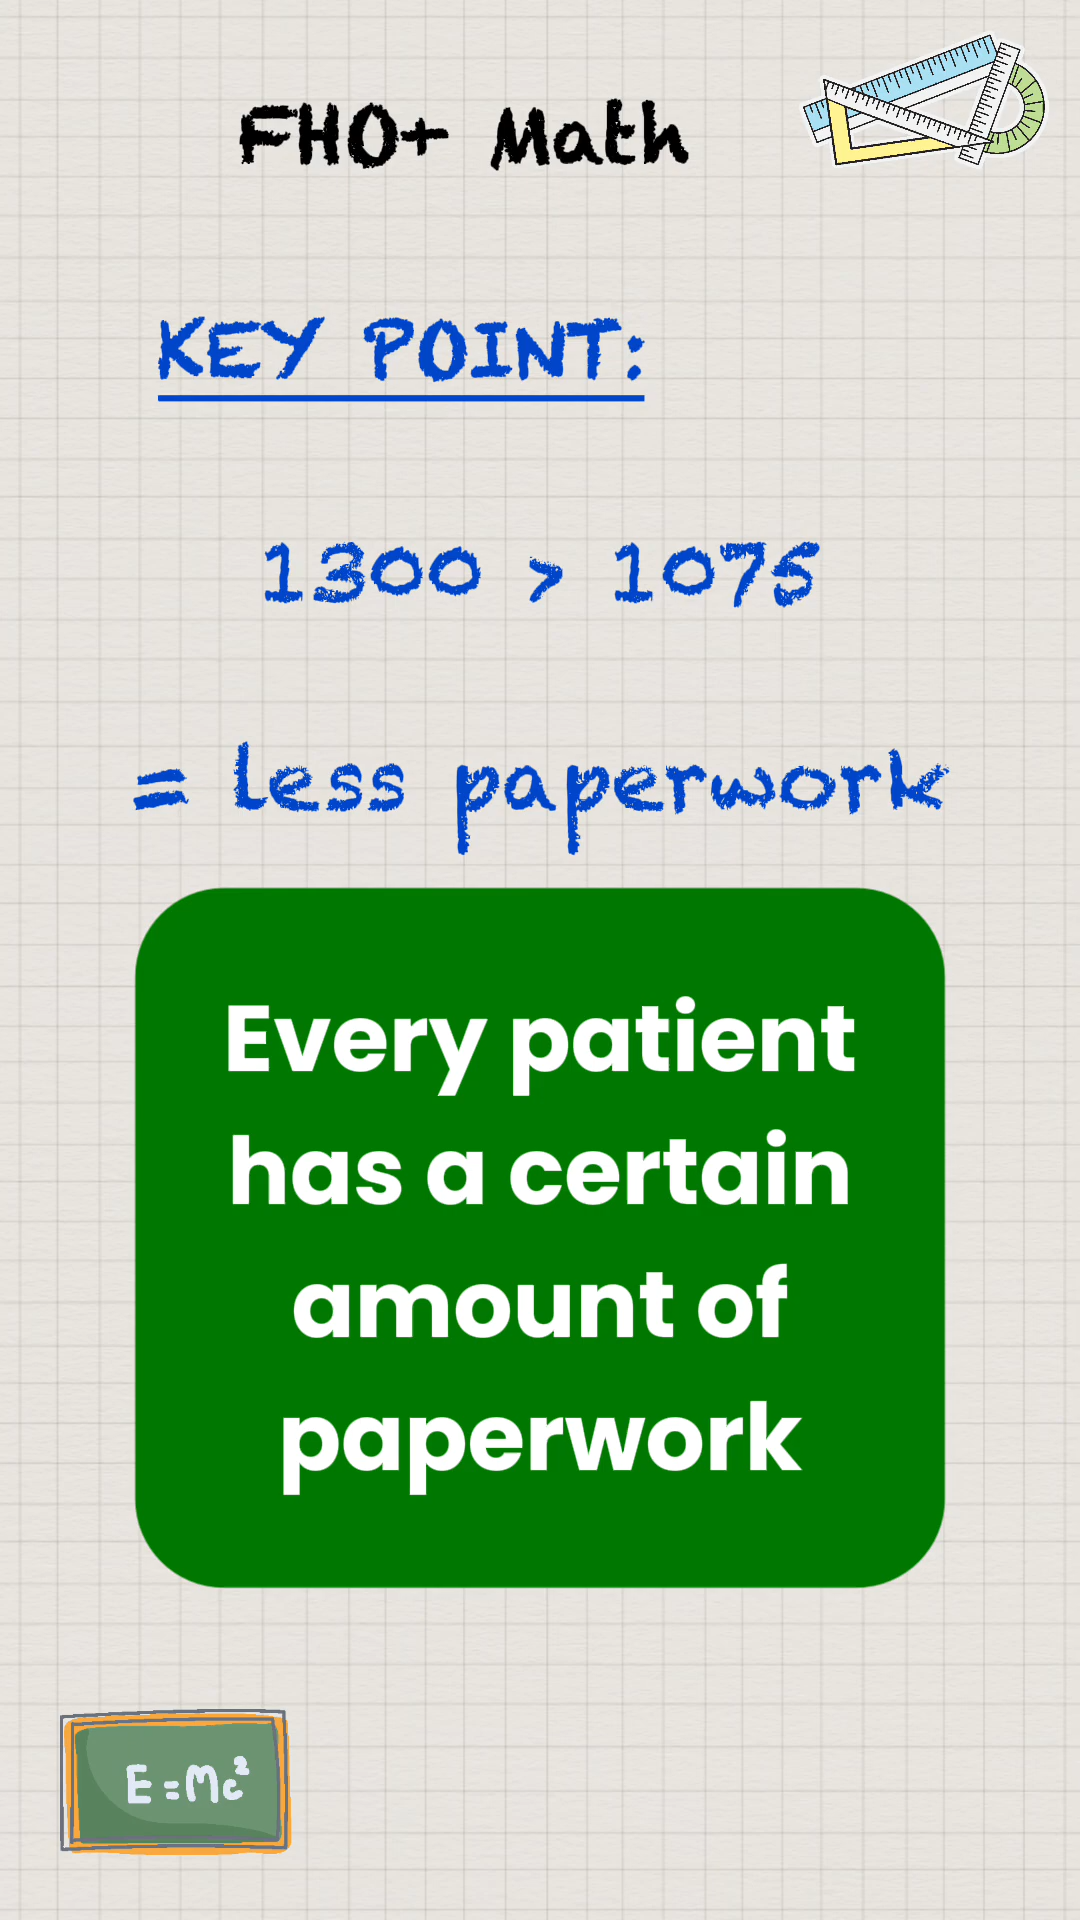 FHO+ Math
KEY POINT:
1300 > 1075
= less paperwork
Every patient
has a certain
amount of
paperwork
E=Mc²